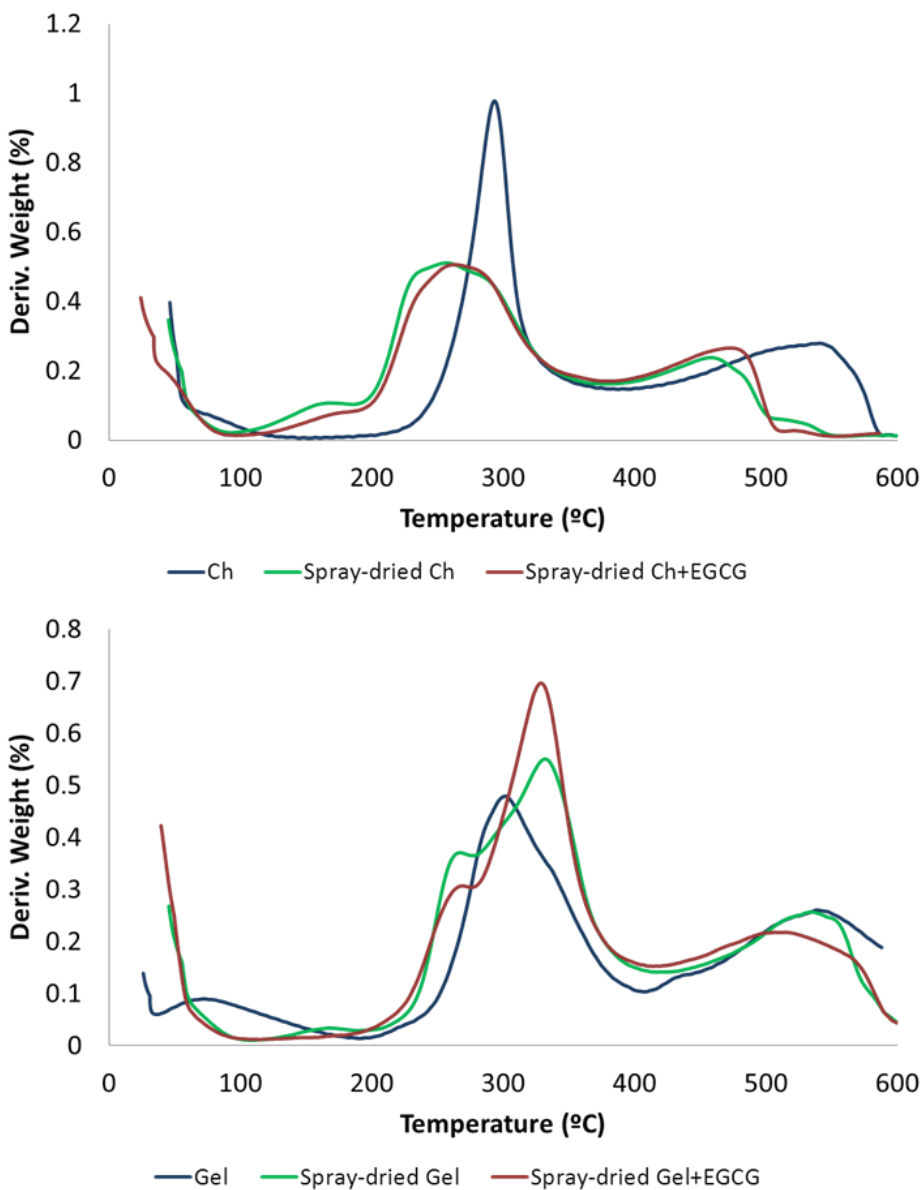 1.2
1
0.8
0.6
0.4
0.2
0
Deriv. Weight (%)
0 100 200 300 400 500 600
Temperature (ºC)
Ch Spray-dried Ch Spray-dried Ch+EGCG
0.8
0.7
0.6
0.5
0.4
0.3
0.2
0.1
0
Deriv. Weight (%)
0 100 200 300 400 500 600
Temperature (ºC)
Gel Spray-dried Gel Spray-dried Gel+EGCG